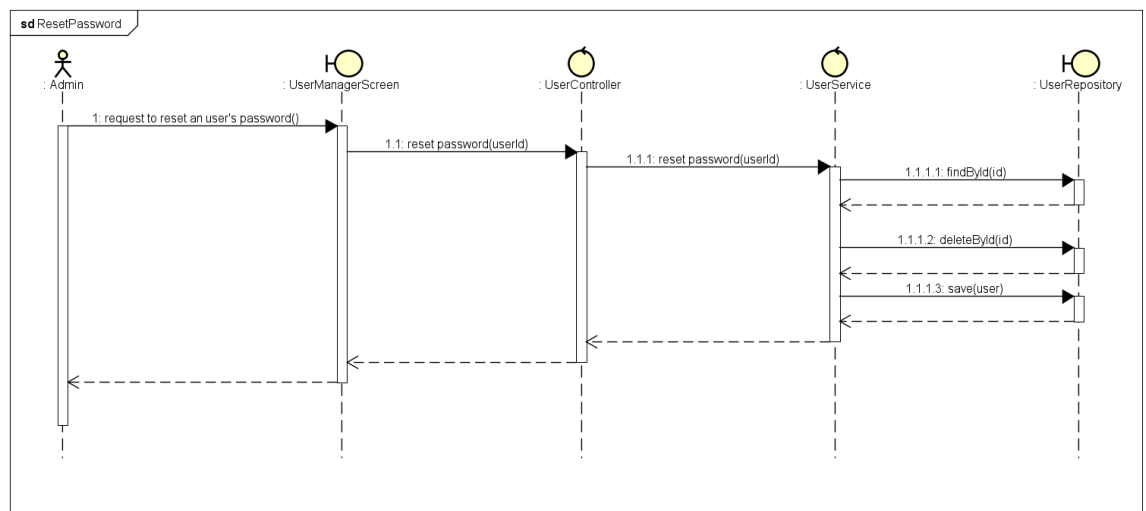 sd ResetPassword
: Admin
: UserManagerScreen
: UserController
: UserService
: UserRepository
1: request to reset an user's password()
1.1: reset password(userId)
1.1.1: reset password(userId)
1.1.1.1: findById(id)
1.1.1.2: deleteById(id)
1.1.1.3: save(user)